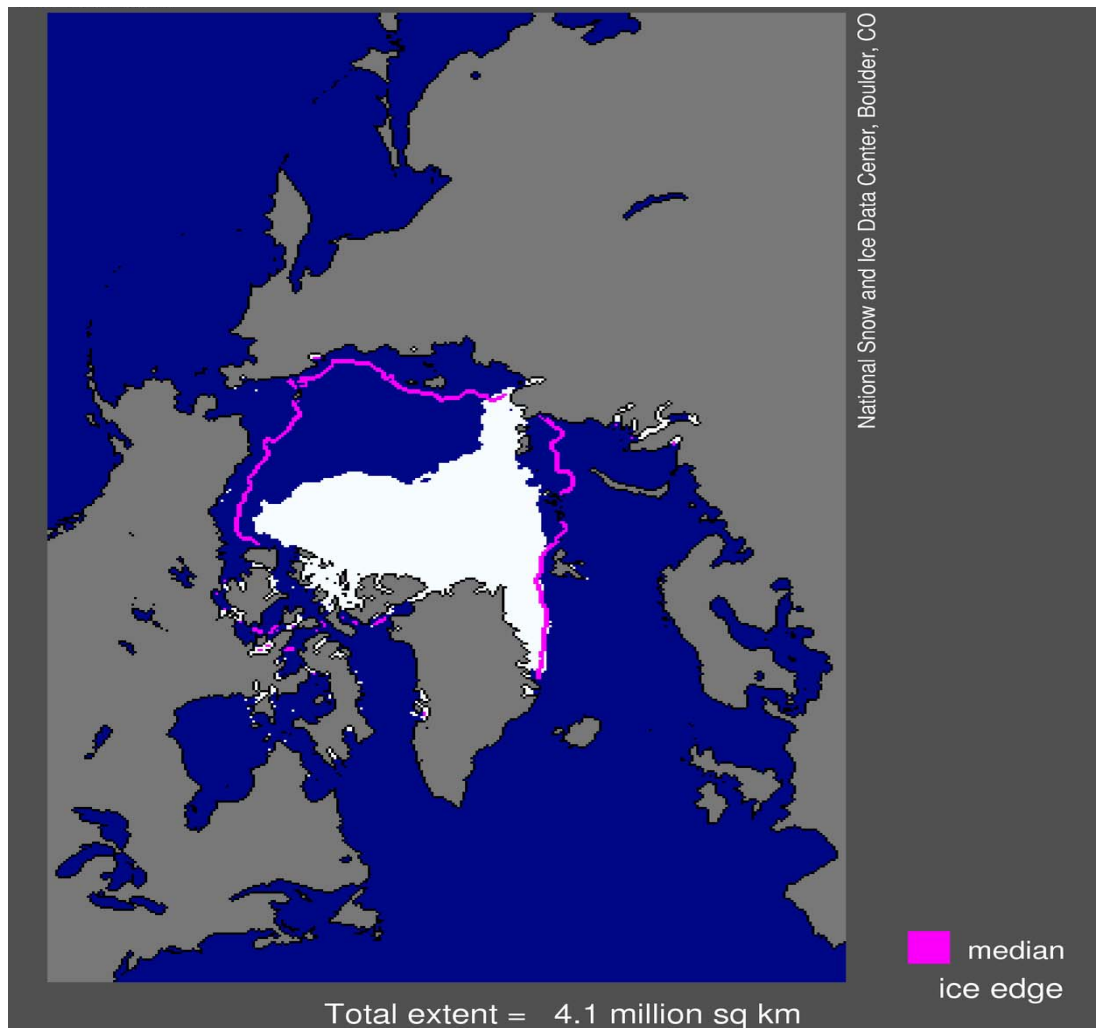 National Snow and Ice Data Center, Boulder, CO
median
ice edge
Total extent = 4.1 million sq km